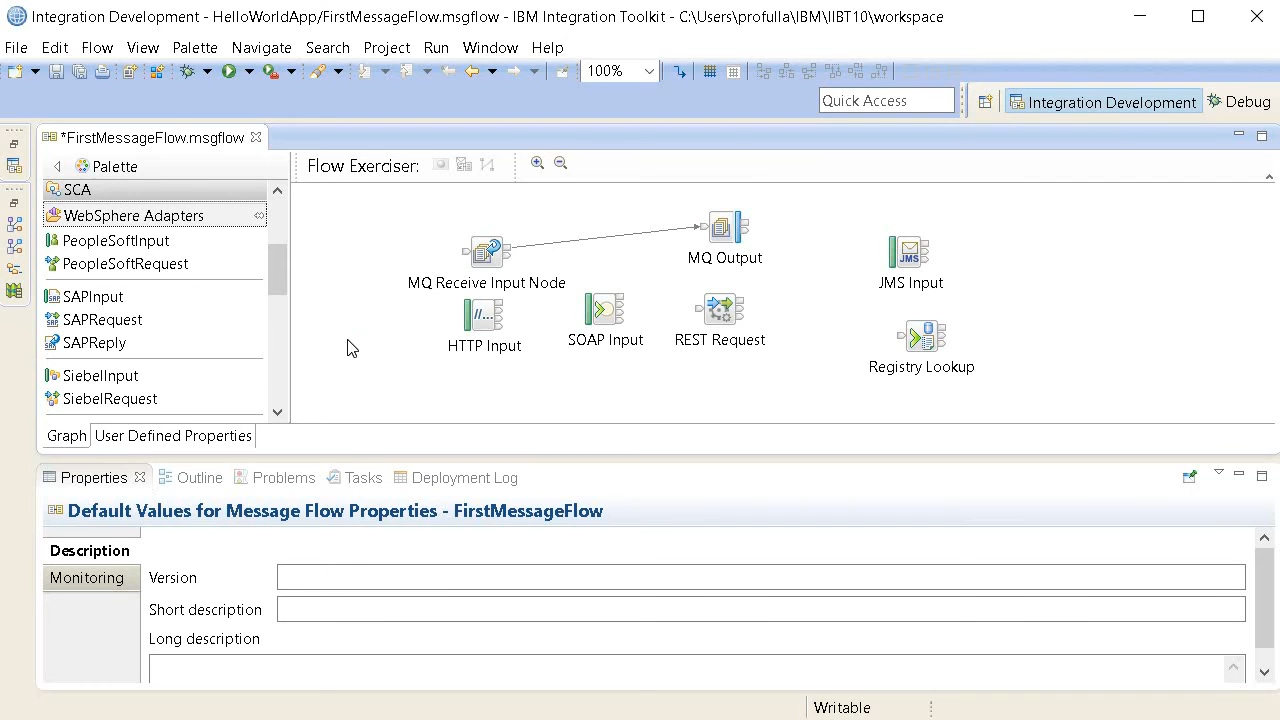 Integration Development - HelloWorldApp/FirstMessageFlow.msgflow - IBM Integration Toolkit - C:\Users\profulla\IBM\IIBT10\workspace
File Edit Flow View Palette Navigate Search Project Run Window Help
100%
Quick Access
Integration Development
Debug
*FirstMessageFlow.msgflow
Palette
Flow Exerciser:
SCA
WebSphere Adapters
PeopleSoftInput
PeopleSoftRequest
SAPInput
SAPRequest
SAPReply
SiebelInput
SiebelRequest
MQ Receive Input Node
MQ Output
JMS
JMS Input
HTTP Input
SOAP Input
REST Request
Registry Lookup
Graph
User Defined Properties
Properties
Outline
Problems
Tasks
Deployment Log
Default Values for Message Flow Properties - FirstMessageFlow
Description
Monitoring
Version
Short description
Long description
Writable